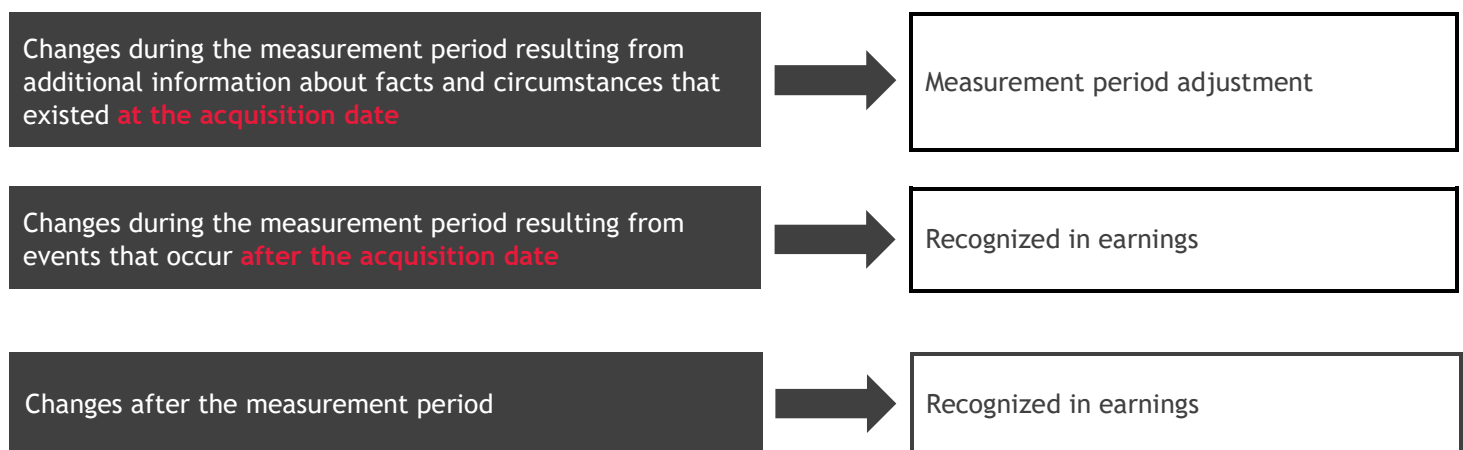 Changes during the measurement period resulting from
additional information about facts and circumstances that
existed at the acquisition date
Measurement period adjustment
Changes during the measurement period resulting from
events that occur after the acquisition date
Recognized in earnings
Changes after the measurement period
Recognized in earnings